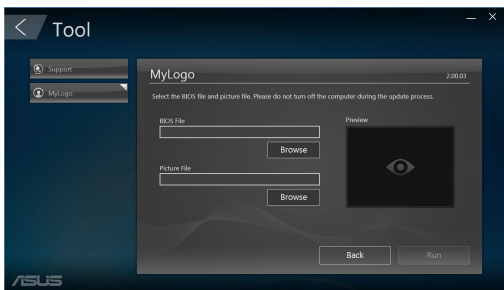 Tool
Support
MyLogo
MyLogo
2.00.03
Select the BIOS file and picture file. Please do not turn off the computer during the update process.
BIOS File
Browse
Picture File
Browse
Preview
Back
Run
ASUS